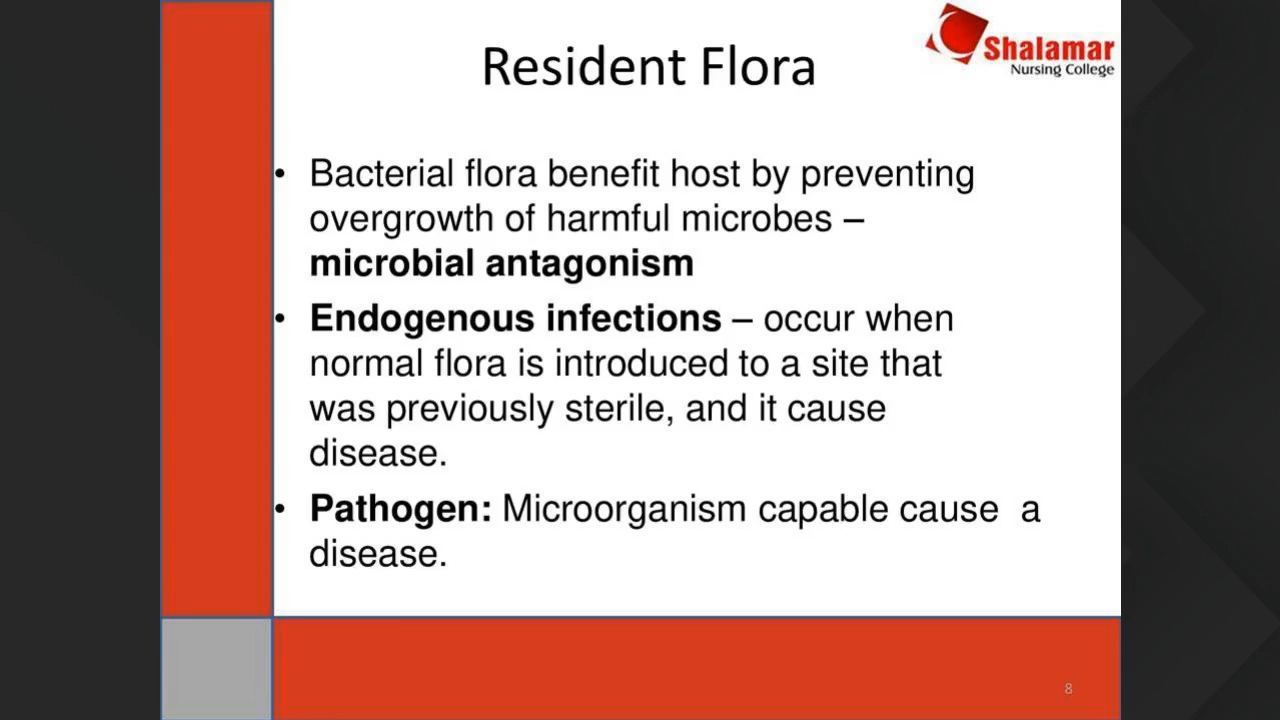 Resident Flora
Shalamar
Nursing College
• Bacterial flora benefit host by preventing
overgrowth of harmful microbes –
microbial antagonism
• Endogenous infections – occur when
normal flora is introduced to a site that
was previously sterile, and it cause
disease.
• Pathogen: Microorganism capable cause  a
disease.
8